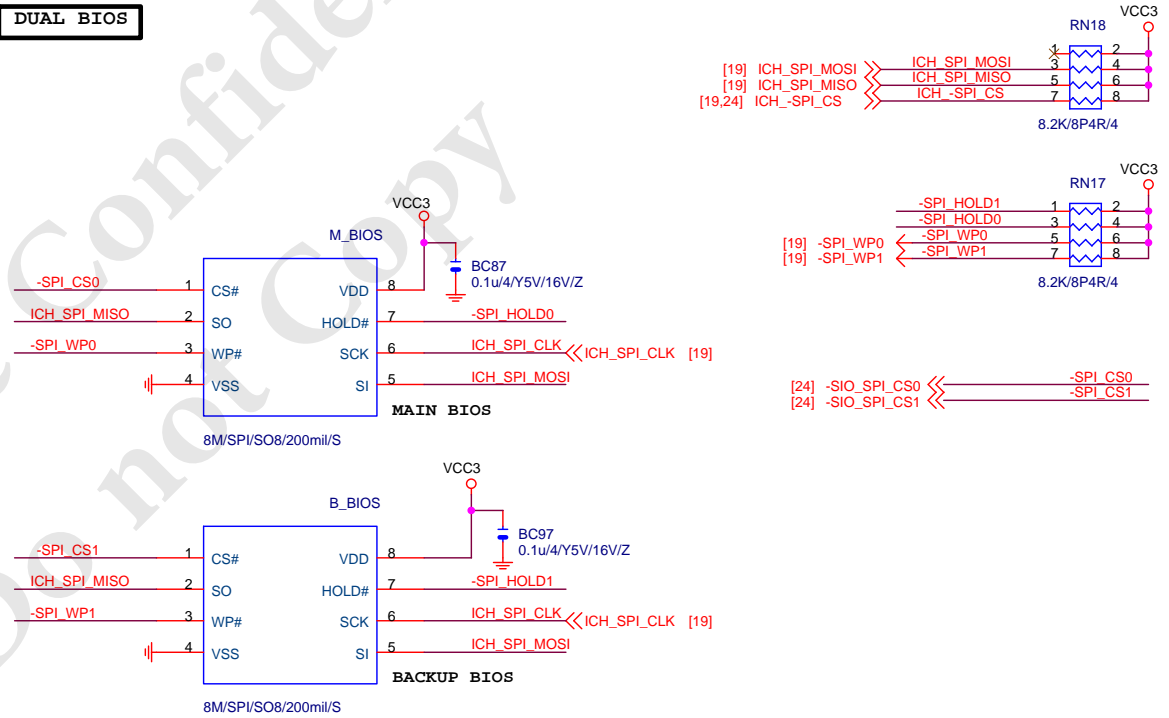 DUAL BIOS
Confide
Do not Copy
VCC3
RN18
[19] ICH_SPI_MOSI ICH_SPI_MOSI
[19] ICH_SPI_MISO ICH_SPI_MISO
[19,24] ICH_-SPI_CS ICH_-SPI_CS
1 2
3 4
5 6
7 8
8.2K/8P4R/4
VCC3
RN17
-SPI_HOLD1 1 2
-SPI_HOLD0 3 4
[19] -SPI_WP0 -SPI_WP0 5 6
[19] -SPI_WP1 -SPI_WP1 7 8
8.2K/8P4R/4
VCC3
M_BIOS
BC87
0.1u/4/Y5V/16V/Z
-SPI_CS0 1 CS# VDD 8
ICH_SPI_MISO 2 SO HOLD# 7 -SPI_HOLD0
-SPI_WP0 3 WP# SCK 6 ICH_SPI_CLK ICH_SPI_CLK [19]
4 VSS SI 5 ICH_SPI_MOSI
MAIN BIOS
8M/SPI/SO8/200mil/S
[24] -SIO_SPI_CS0 -SPI_CS0
[24] -SIO_SPI_CS1 -SPI_CS1
VCC3
B_BIOS
BC97
0.1u/4/Y5V/16V/Z
-SPI_CS1 1 CS# VDD 8
ICH_SPI_MISO 2 SO HOLD# 7 -SPI_HOLD1
-SPI_WP1 3 WP# SCK 6 ICH_SPI_CLK ICH_SPI_CLK [19]
4 VSS SI 5 ICH_SPI_MOSI
BACKUP BIOS
8M/SPI/SO8/200mil/S